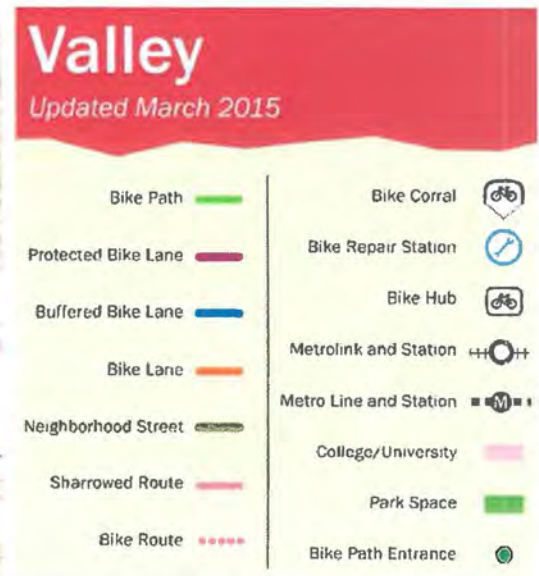 Valley
Updated March 2015
Bike Path
Protected Bike Lane
Buffered Bike Lane
Bike Lane
Neighborhood Street
Sharrowed Route
Bike Route
Bike Corral
Bike Repair Station
Bike Hub
Metrolink and Station
Metro Line and Station
M
College/University
Park Space
Bike Path Entrance